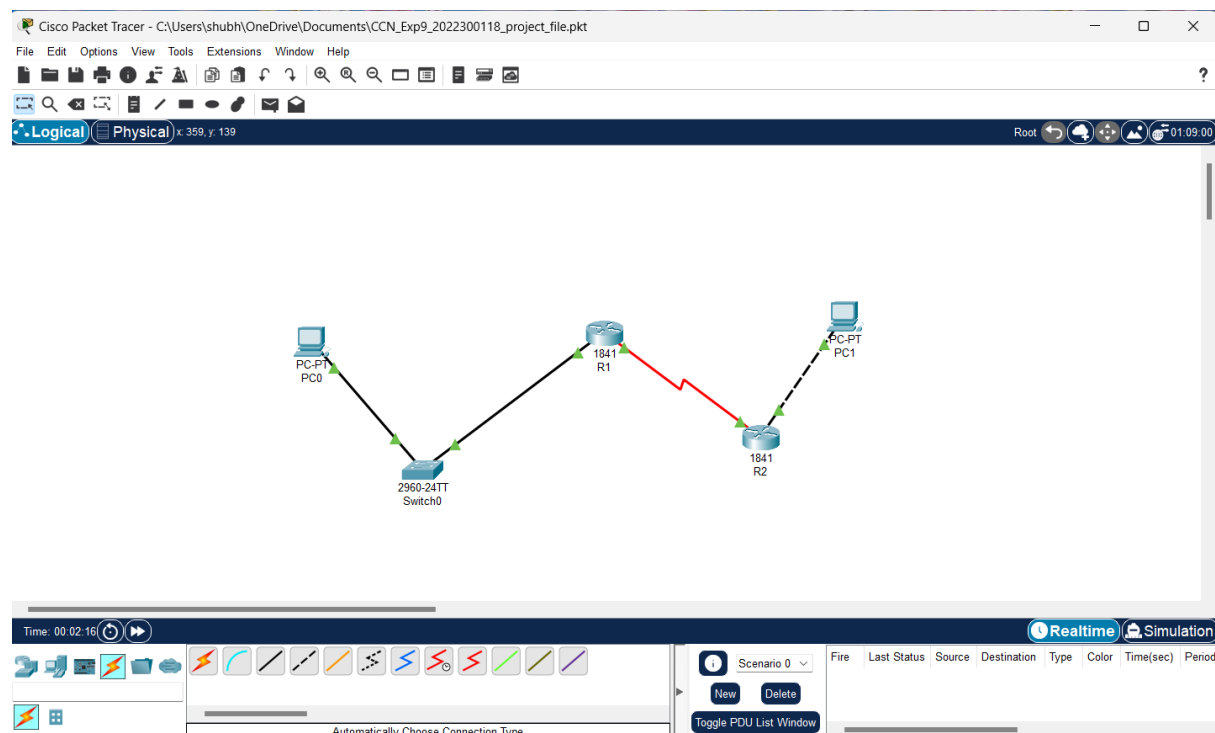 Cisco Packet Tracer - C:\Users\shubh\OneDrive\Documents\CCN_Exp9_2022300118_project_file.pkt
File Edit Options View Tools Extensions Window Help
?
Logical Physical x: 359, y: 139 Root 01:09:00
PC-PT
PC0
1841
R1
PC-PT
PC1
1841
R2
2960-24TT
Switch0
Time: 00:02:16 Realtime Simulation
Scenario 0 Fire Last Status Source Destination Type Color Time(sec) Period
New Delete
Toggle PDU List Window
Automatically Choose Connection Type